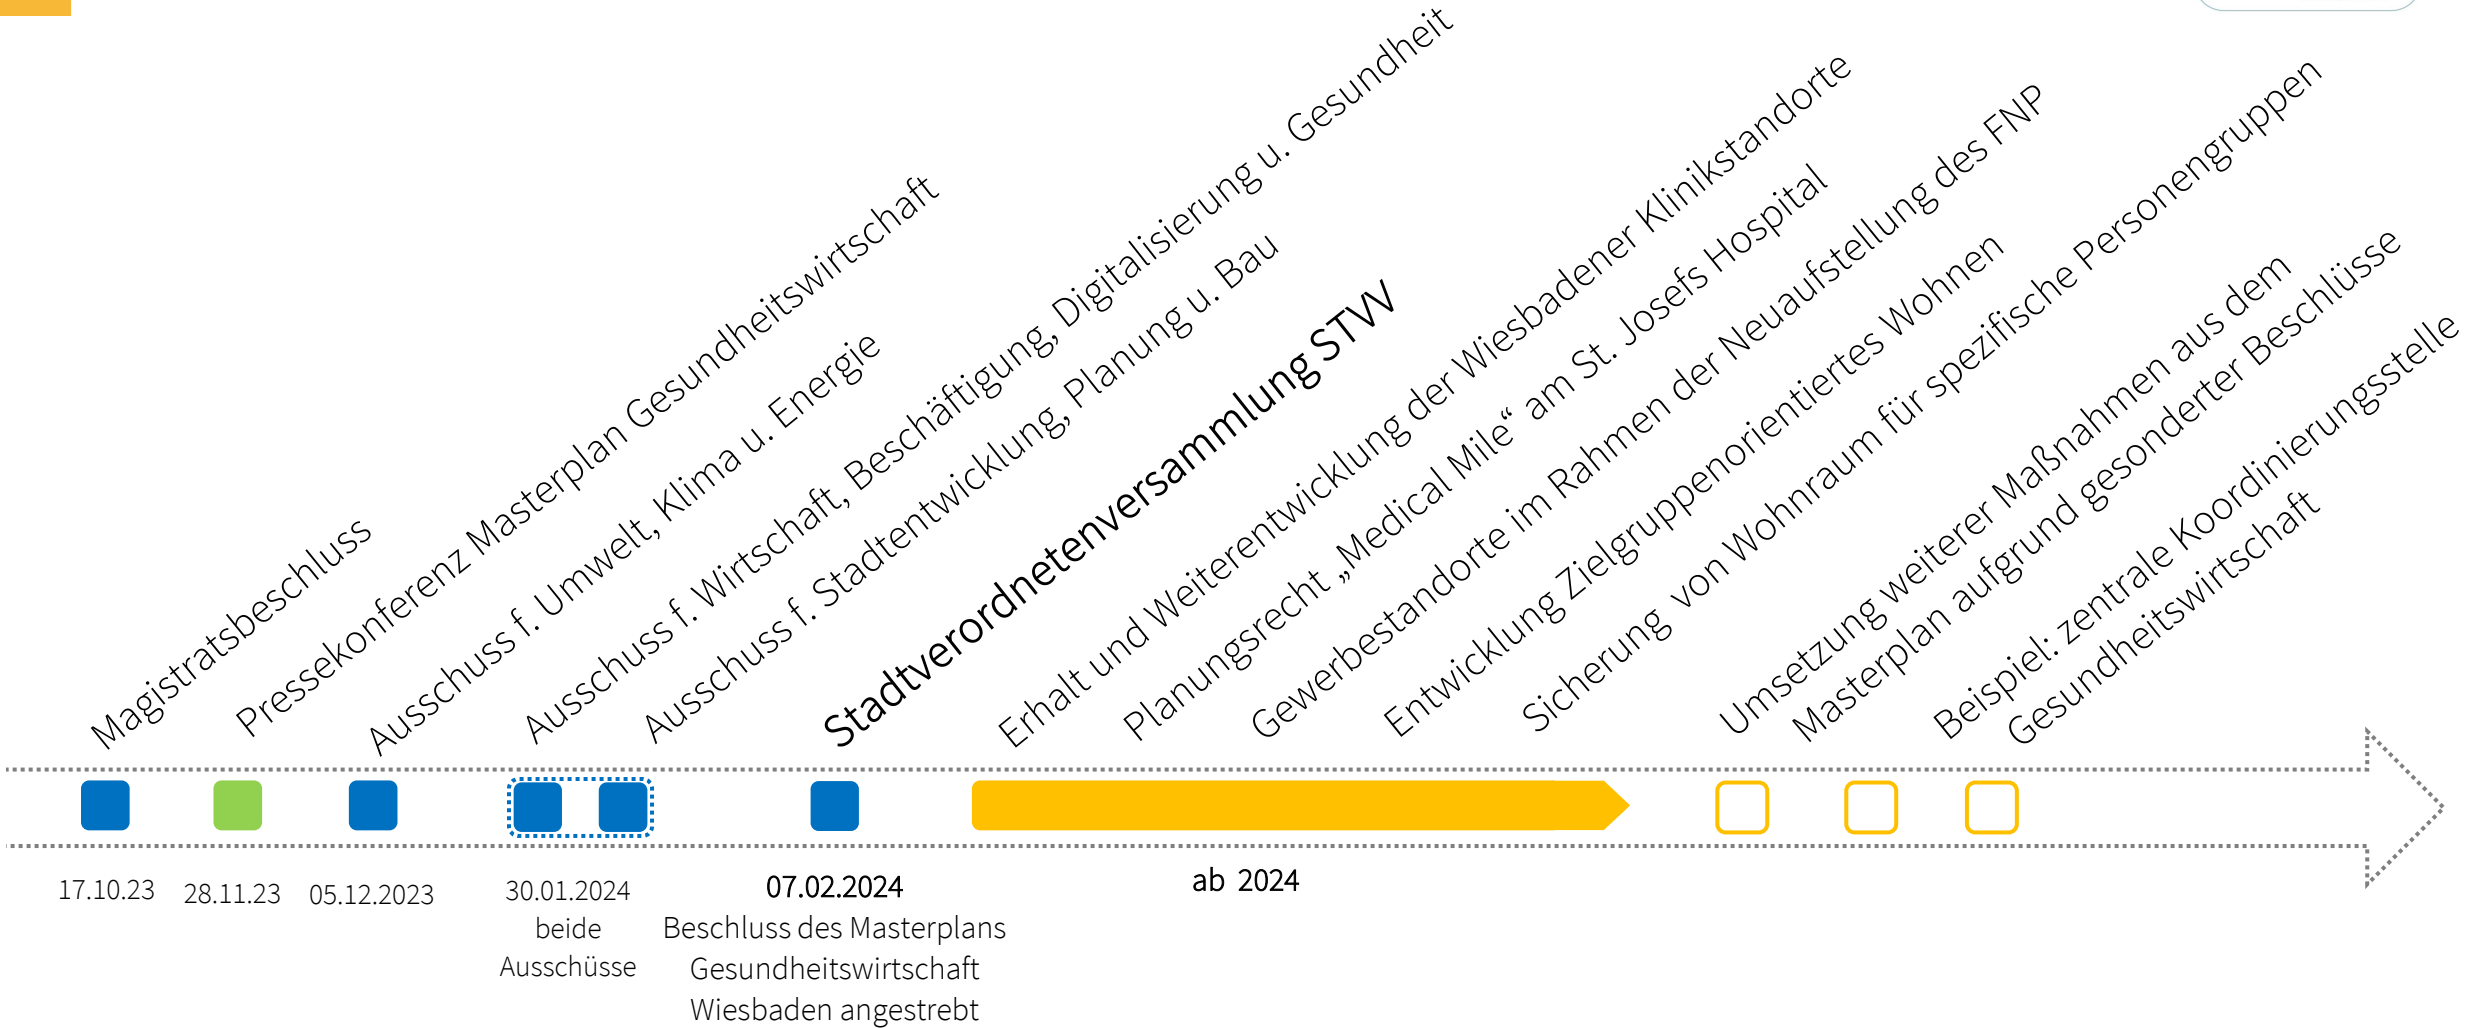 Magistratsbeschluss
Pressekonferenz Masterplan Gesundheitswirtschaft
Ausschuss f. Umwelt, Klima u. Energie
Ausschuss f. Wirtschaft, Beschäftigung, Digitalisierung u. Gesundheit
Ausschuss f. Stadtentwicklung, Planung u. Bau
Stadtverordnetenversammlung STVV
Erhalt und Weiterentwicklung der Wiesbadener Klinikstandorte
Planungsrecht „Medical Mile“ am St. Josefs Hospital
Gewerbestandorte im Rahmen der Neuaufstellung des FNP
Entwicklung Zielgruppenorientiertes Wohnen
Sicherung von Wohnraum für spezifische Personengruppen
Umsetzung weiterer Maßnahmen aus dem
Masterplan aufgrund gesonderter Beschlüsse
Beispiel: zentrale Koordinierungsstelle
Gesundheitswirtschaft
17.10.23
28.11.23
05.12.2023
30.01.2024
beide
Ausschüsse
07.02.2024
Beschluss des Masterplans
Gesundheitswirtschaft
Wiesbaden angestrebt
ab 2024